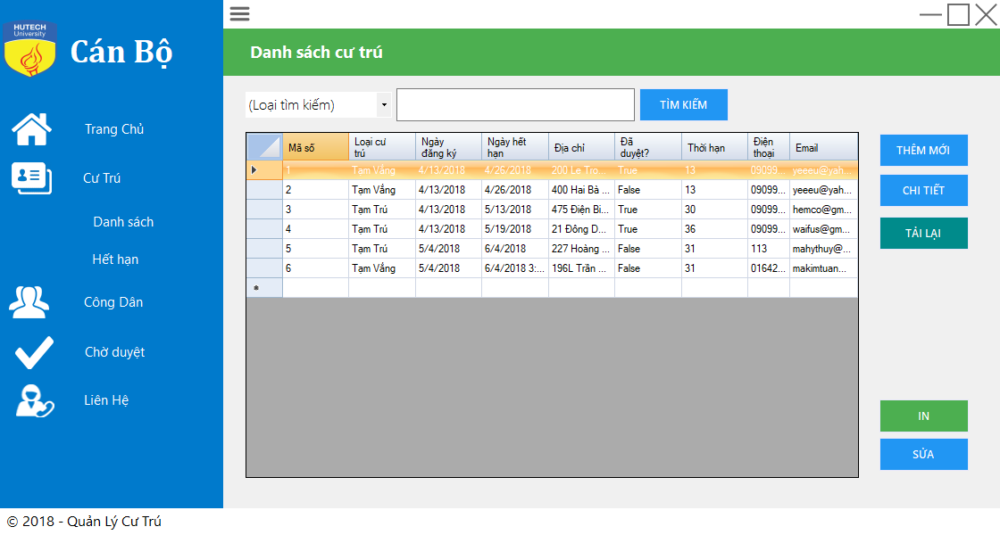 HUTECH
University
Cán Bộ
Trang Chủ
Cư Trú
Danh sách
Hết hạn
Công Dân
Chờ duyệt
Liên Hệ
Danh sách cư trú
(Loại tìm kiếm) TÌM KIẾM
Mã số Loại cư trú Ngày đăng ký Ngày hết hạn Địa chỉ Đã duyệt? Thời hạn Điện thoại Email
1 Tạm Vắng 4/13/2018 4/26/2018 200 Le Tro... True 13 09099... yeeeu@yah...
2 Tạm Vắng 4/13/2018 4/26/2018 400 Hai Bà ... False 13 09099... yeeeu@yah...
3 Tạm Trú 4/13/2018 5/13/2018 475 Điện Bi... True 30 09099... hemco@gm...
4 Tạm Trú 4/13/2018 5/19/2018 21 Đông D... True 36 09099... waifus@gm...
5 Tạm Trú 5/4/2018 6/4/2018 227 Hoàng ... False 31 113 mahythuy@...
6 Tạm Vắng 5/4/2018 6/4/2018 3:... 196L Trần ... False 31 01642... makimtuan...
THÊM MỚI
CHI TIẾT
TẢI LẠI
IN
SỬA
© 2018 - Quản Lý Cư Trú